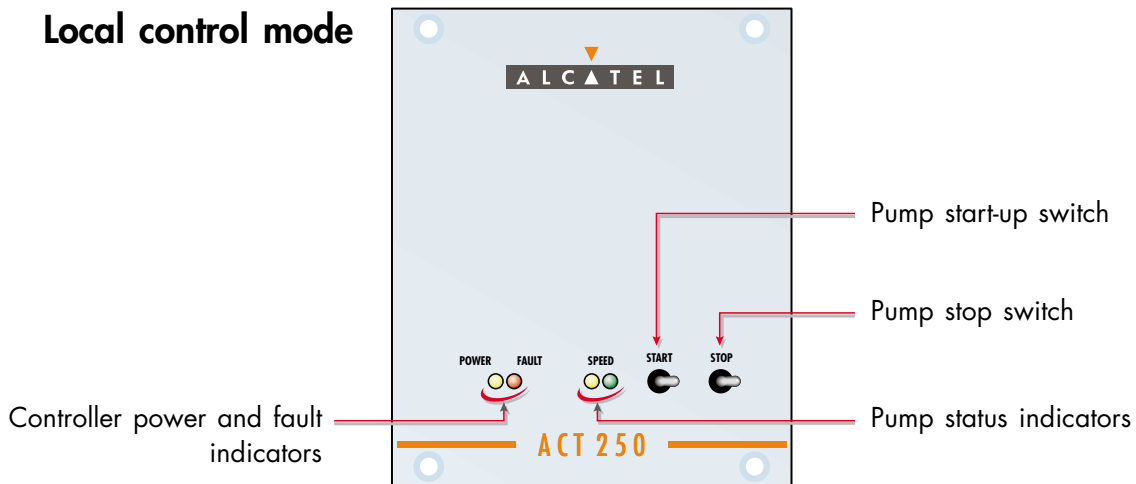 Local control mode
ALCATEL
Pump start-up switch
Pump stop switch
POWER FAULT SPEED START STOP
Controller power and fault
indicators
Pump status indicators
ACT 250